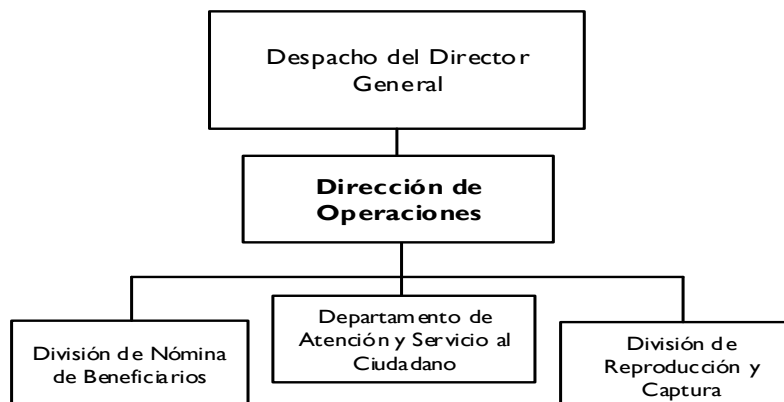 Despacho del Director
General
Dirección de
Operaciones
División de Nómina
de Beneficiarios
Departamento de
Atención y Servicio al
Ciudadano
División de
Reproducción y
Captura